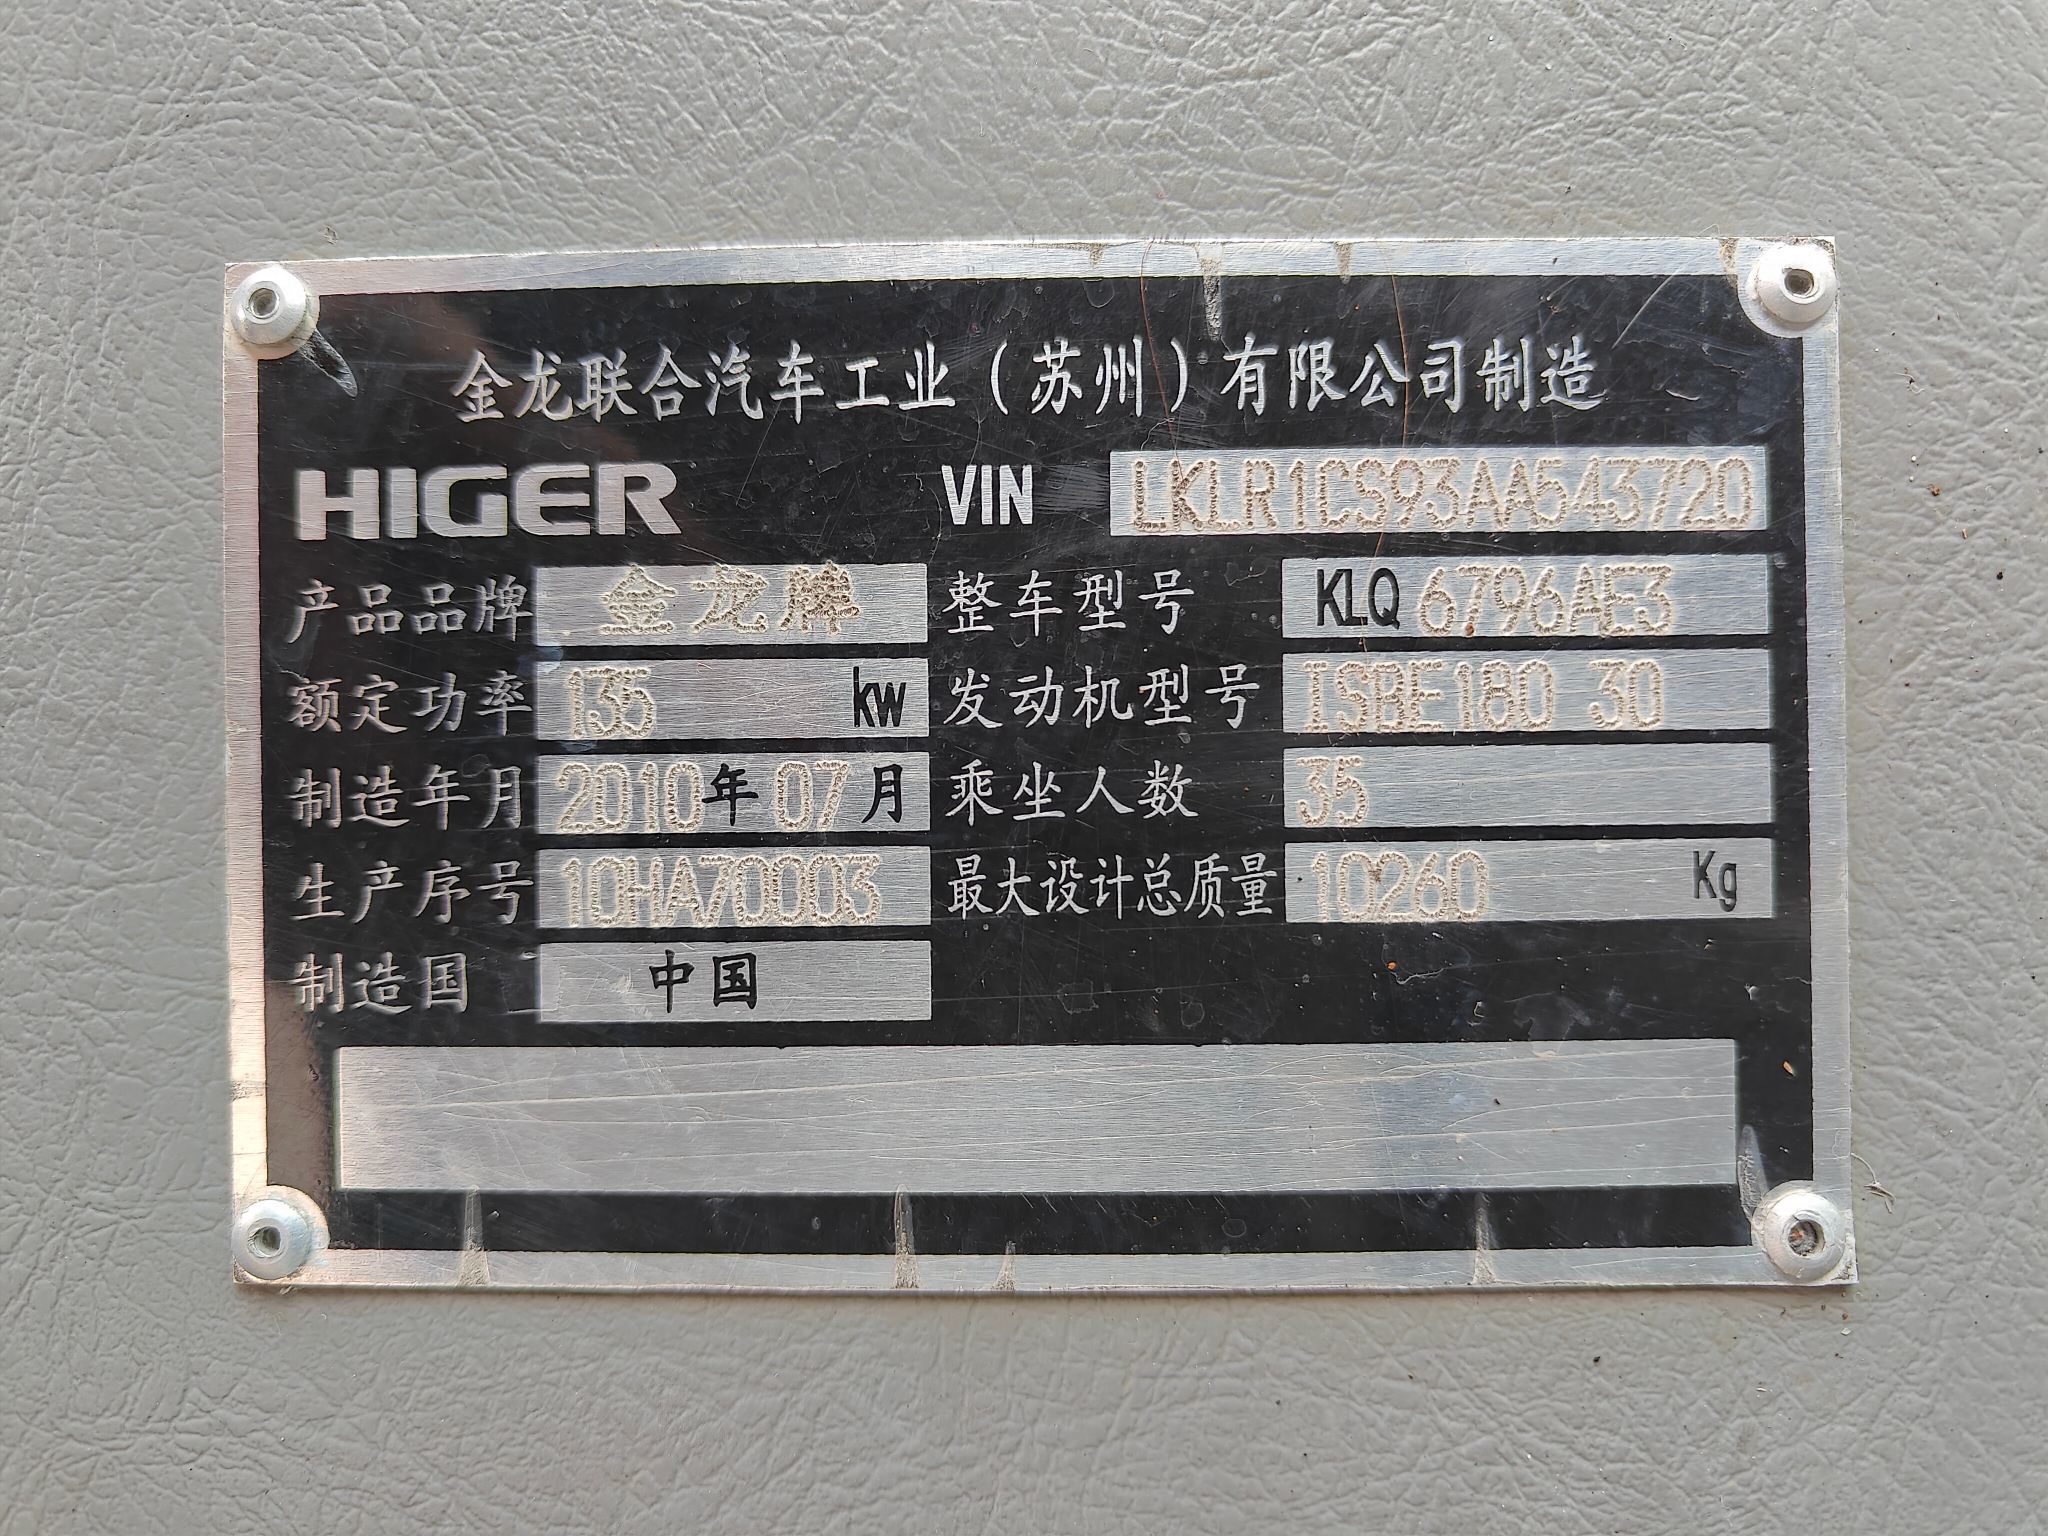 金龙联合汽车工业（苏州）有限公司制造
HIGER VIN LKLR1CS93AA543720
产品品牌 金龙牌 整车型号 KLQ 6796AE3
额定功率 135 kw 发动机型号 ISBE180 30
制造年月 2010年 07月 乘坐人数 35
生产序号 10HA70003 最大设计总质量 10260 Kg
制造国 中国